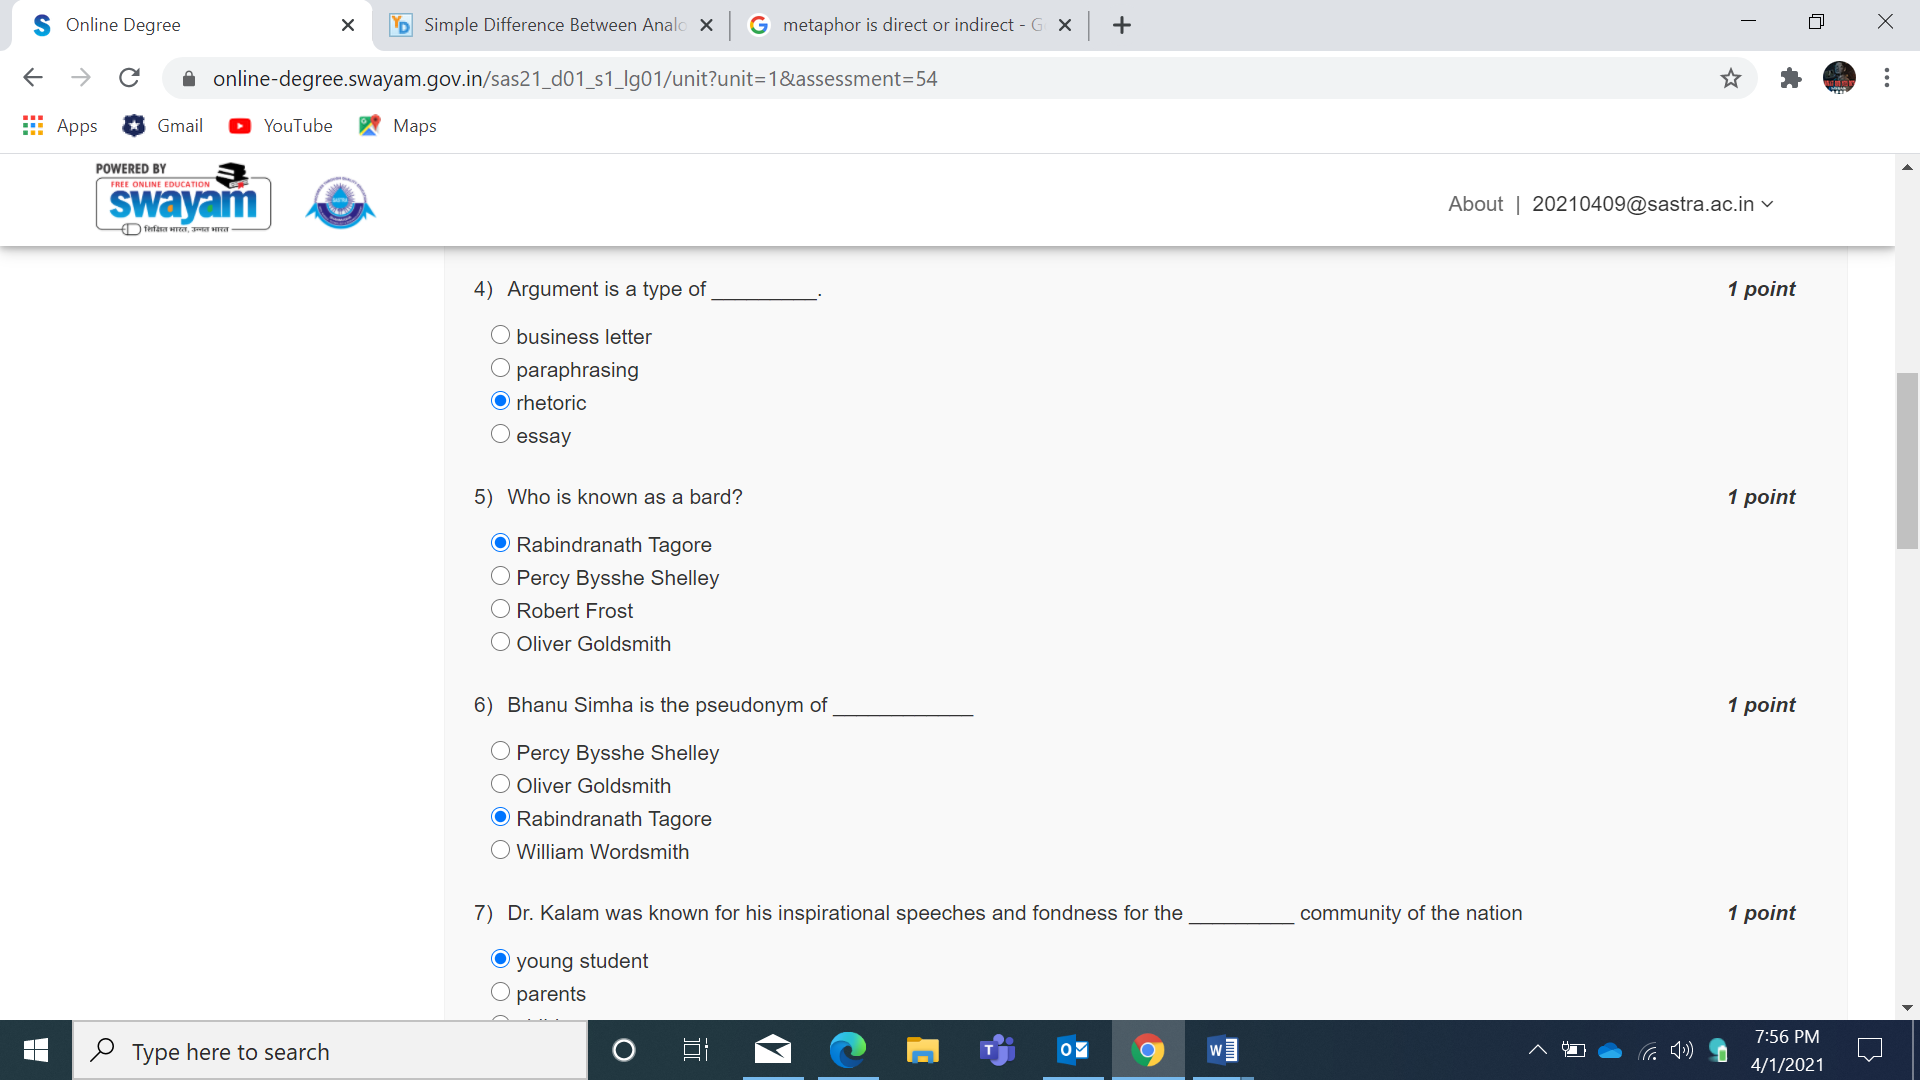 Online Degree
Simple Difference Between Analo
metaphor is direct or indirect - G
online-degree.swayam.gov.in/sas21_d01_s1_lg01/unit?unit=1&assessment=54
Apps
Gmail
YouTube
Maps
POWERED BY
FREE ONLINE EDUCATION
swayam
शिक्षित भारत, उन्नत भारत
About | 20210409@sastra.ac.in
4) Argument is a type of _________.
1 point
business letter
paraphrasing
rhetoric
essay
5) Who is known as a bard?
1 point
Rabindranath Tagore
Percy Bysshe Shelley
Robert Frost
Oliver Goldsmith
6) Bhanu Simha is the pseudonym of ____________
1 point
Percy Bysshe Shelley
Oliver Goldsmith
Rabindranath Tagore
William Wordsmith
7) Dr. Kalam was known for his inspirational speeches and fondness for the _________ community of the nation
1 point
young student
parents
Type here to search
7:56 PM
4/1/2021